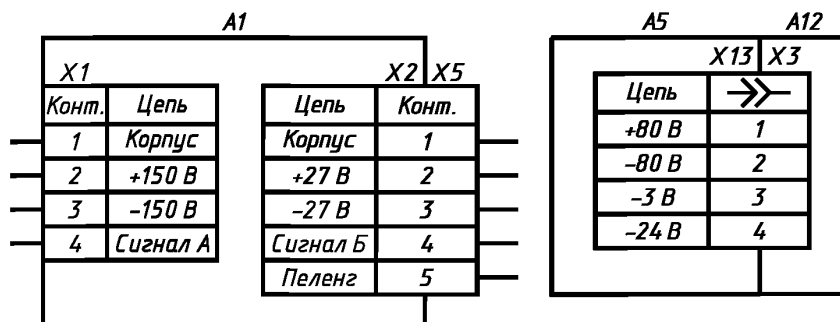 A1
X1
Конт. Цепь
1 Корпус
2 +150 В
3 –150 В
4 Сигнал А
X2 X5
Цепь Конт.
Корпус 1
+27 В 2
–27 В 3
Сигнал Б 4
Пеленг 5
A5 A12
X13 X3
Цепь
+80 В 1
–80 В 2
–3 В 3
–24 В 4